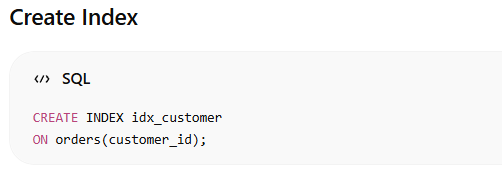 Create Index
</> SQL
CREATE INDEX idx_customer
ON orders(customer_id);